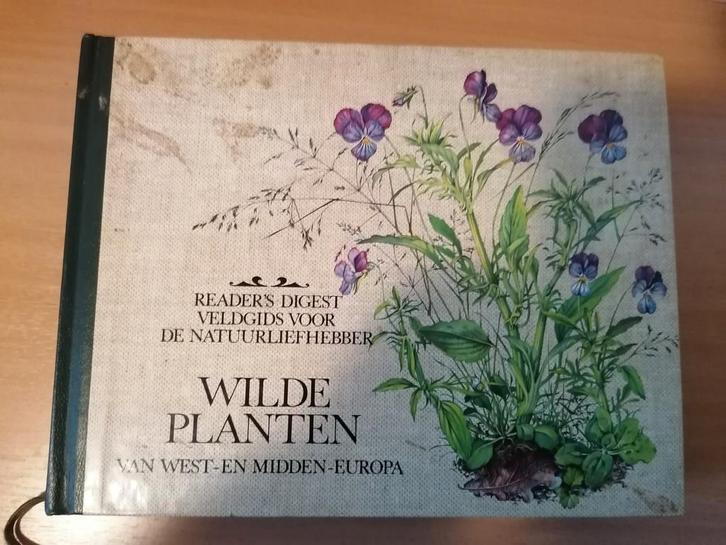 READER'S DIGEST
VELDGIDS VOOR
DE NATUURLIEFHEBBER
WILDE
PLANTEN
VAN WEST-EN MIDDEN-EUROPA